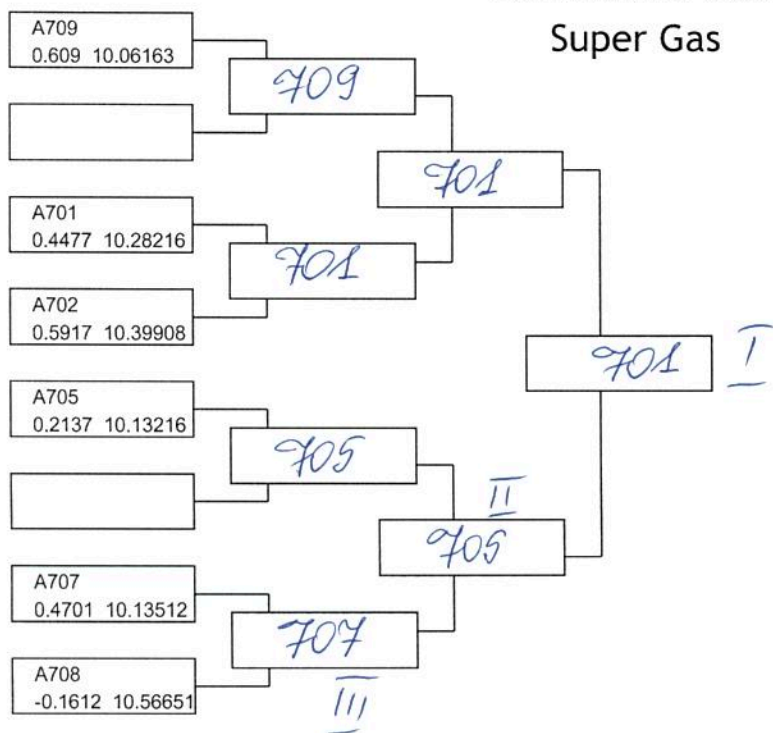 Super Gas
A709
0.609 10.06163
709
701
A701
0.4477 10.28216
701
A702
0.5917 10.39908
701 I
A705
0.2137 10.13216
705
II
705
A707
0.4701 10.13512
707
A708
-0.1612 10.56651
III